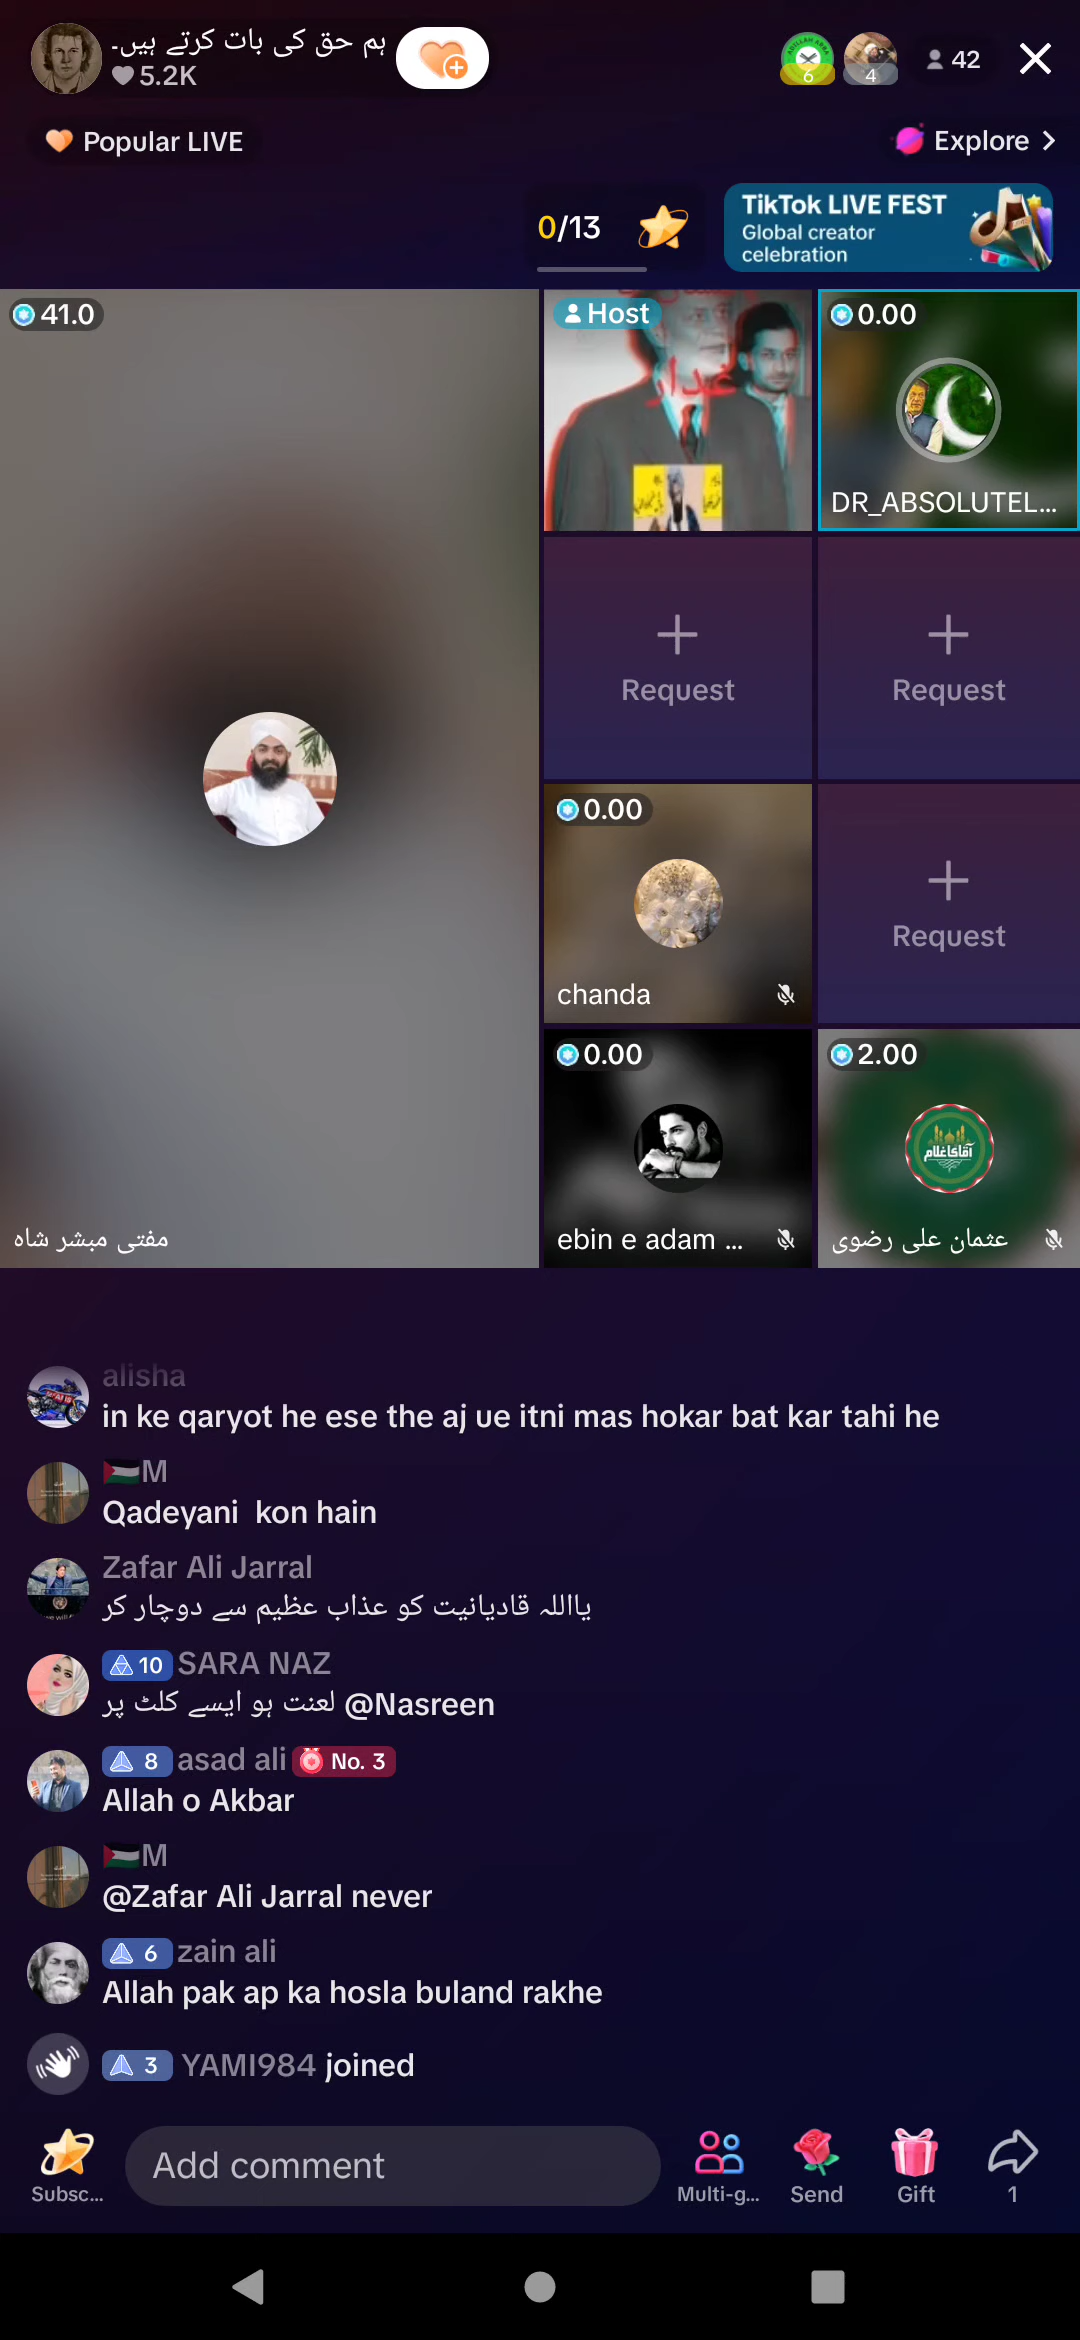 ہم حق کی بات کرتے ہیں۔
5.2K
6
4
42
Popular LIVE
Explore
0/13
TikTok LIVE FEST
Global creator
celebration
41.0
Host
غدار
0.00
DR_ABSOLUTEL...
Request
Request
0.00
chanda
Request
0.00
ebin e adam ...
2.00
آقا کا غلام
عثمان علی رضوی
مفتی مبشر شاہ
alisha
in ke qaryot he ese the aj ue itni mas hokar bat kar tahi he
M
Qadeyani kon hain
Zafar Ali Jarral
یااللہ قادیانیت کو عذاب عظیم سے دوچار کر
10 SARA NAZ
@Nasreen لعنت ہو ایسے کلٹ پر
8 asad ali No. 3
Allah o Akbar
M
@Zafar Ali Jarral never
6 zain ali
Allah pak ap ka hosla buland rakhe
3 YAMI984 joined
Add comment
Subsc...
Multi-g...
Send
Gift
1